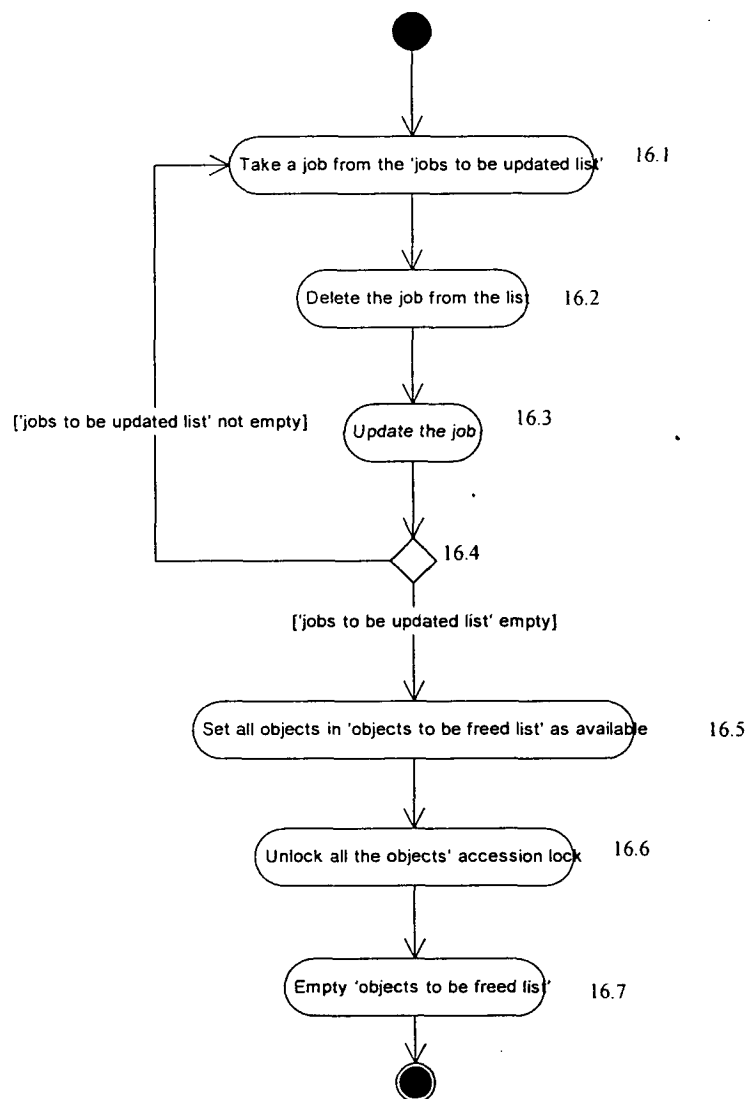 Take a job from the 'jobs to be updated list'
16.1
Delete the job from the list
16.2
['jobs to be updated list' not empty]
Update the job
16.3
16.4
['jobs to be updated list' empty]
Set all objects in 'objects to be freed list' as available
16.5
Unlock all the objects' accession lock
16.6
Empty 'objects to be freed list'
16.7